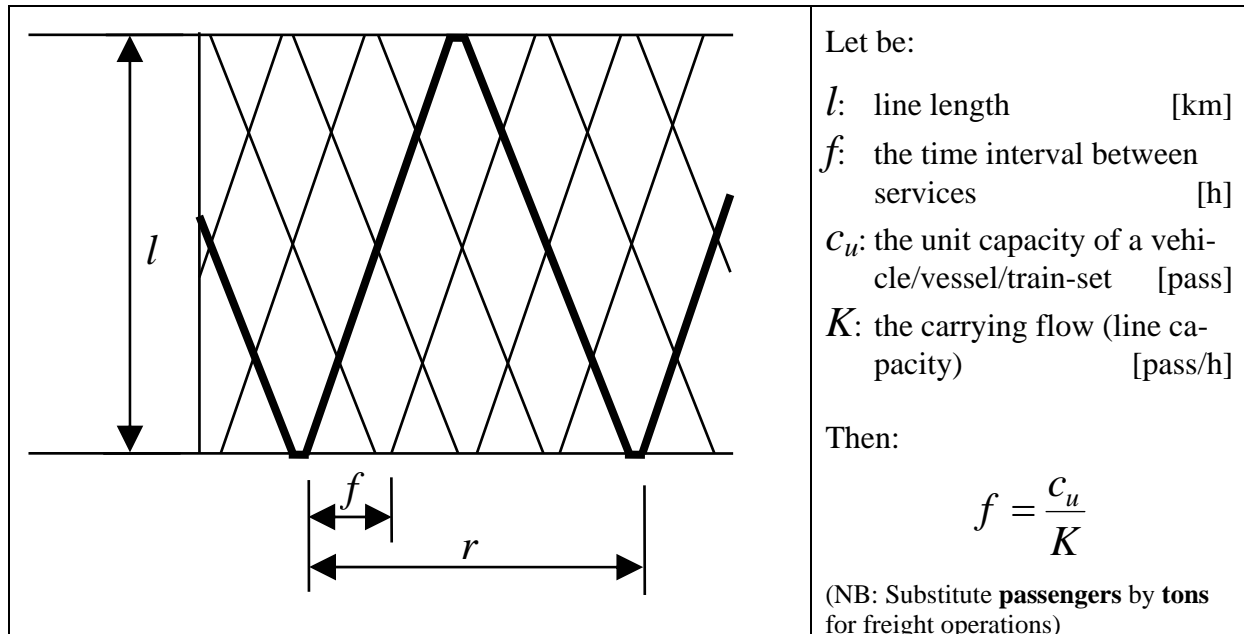 l
f
r
Let be:
l: line length [km]
f: the time interval between
services [h]
c_u: the unit capacity of a vehi-
cle/vessel/train-set [pass]
K: the carrying flow (line ca-
pacity) [pass/h]
Then:
f = c_u / K
(NB: Substitute passengers by tons
for freight operations)